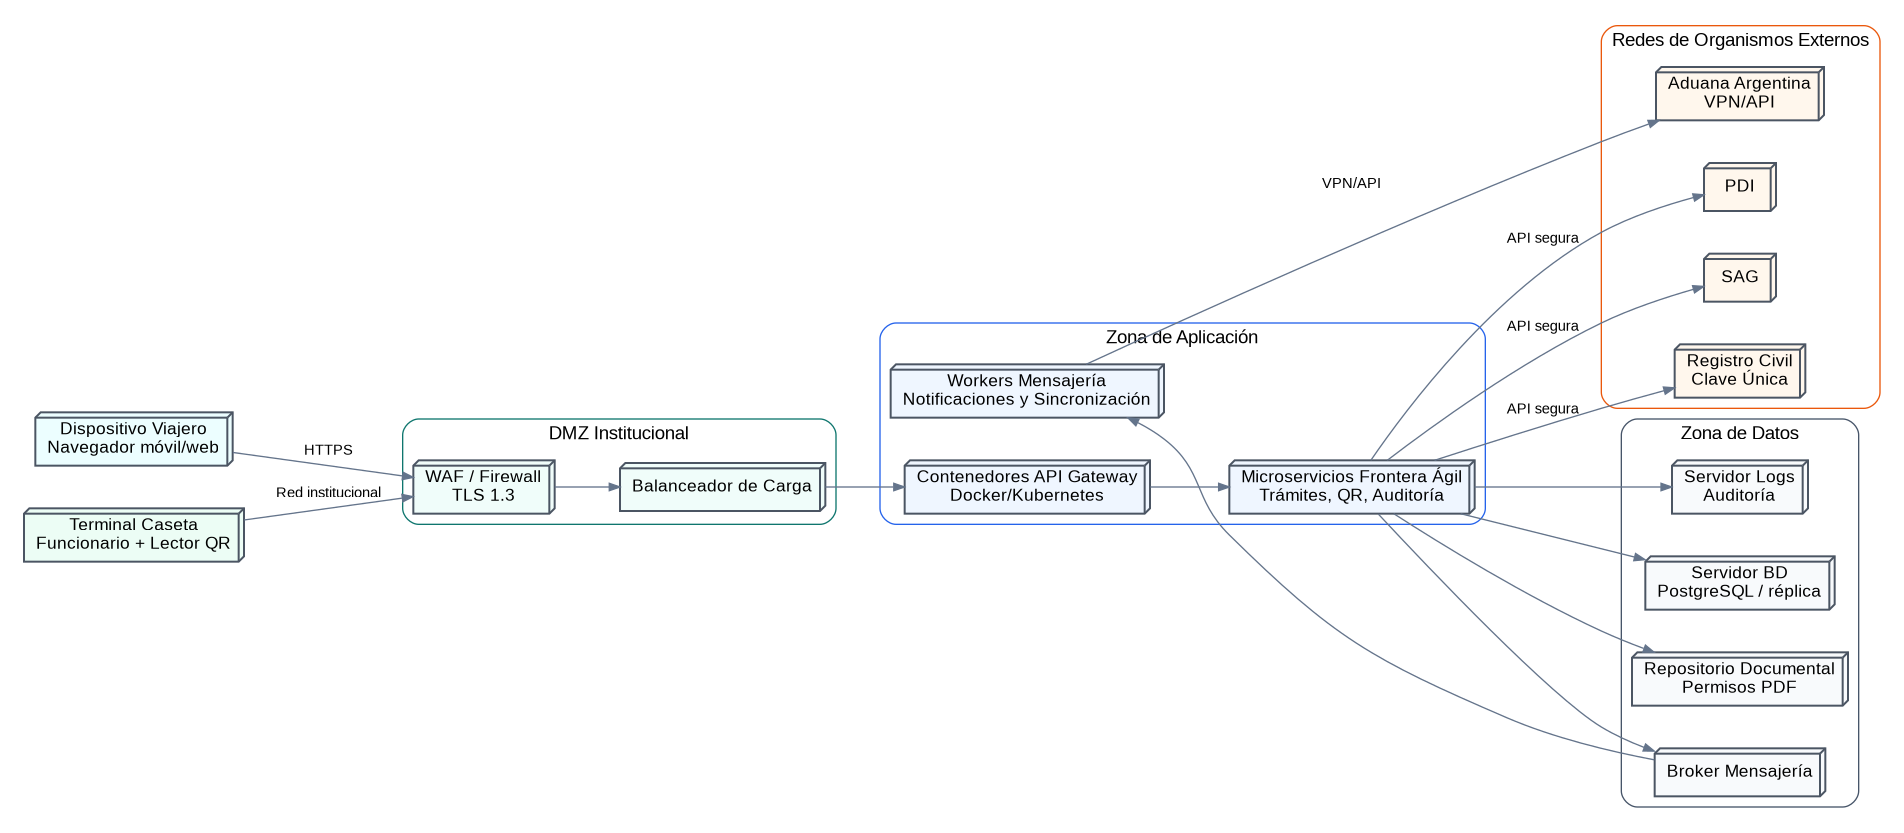 Dispositivo Viajero
Navegador móvil/web
Terminal Caseta
Funcionario + Lector QR
HTTPS
Red institucional
DMZ Institucional
WAF / Firewall
TLS 1.3
Balanceador de Carga
Zona de Aplicación
Workers Mensajería
Notificaciones y Sincronización
Contenedores API Gateway
Docker/Kubernetes
Microservicios Frontera Ágil
Trámites, QR, Auditoría
VPN/API
API segura
API segura
API segura
Redes de Organismos Externos
Aduana Argentina
VPN/API
PDI
SAG
Registro Civil
Clave Única
Zona de Datos
Servidor Logs
Auditoría
Servidor BD
PostgreSQL / réplica
Repositorio Documental
Permisos PDF
Broker Mensajería